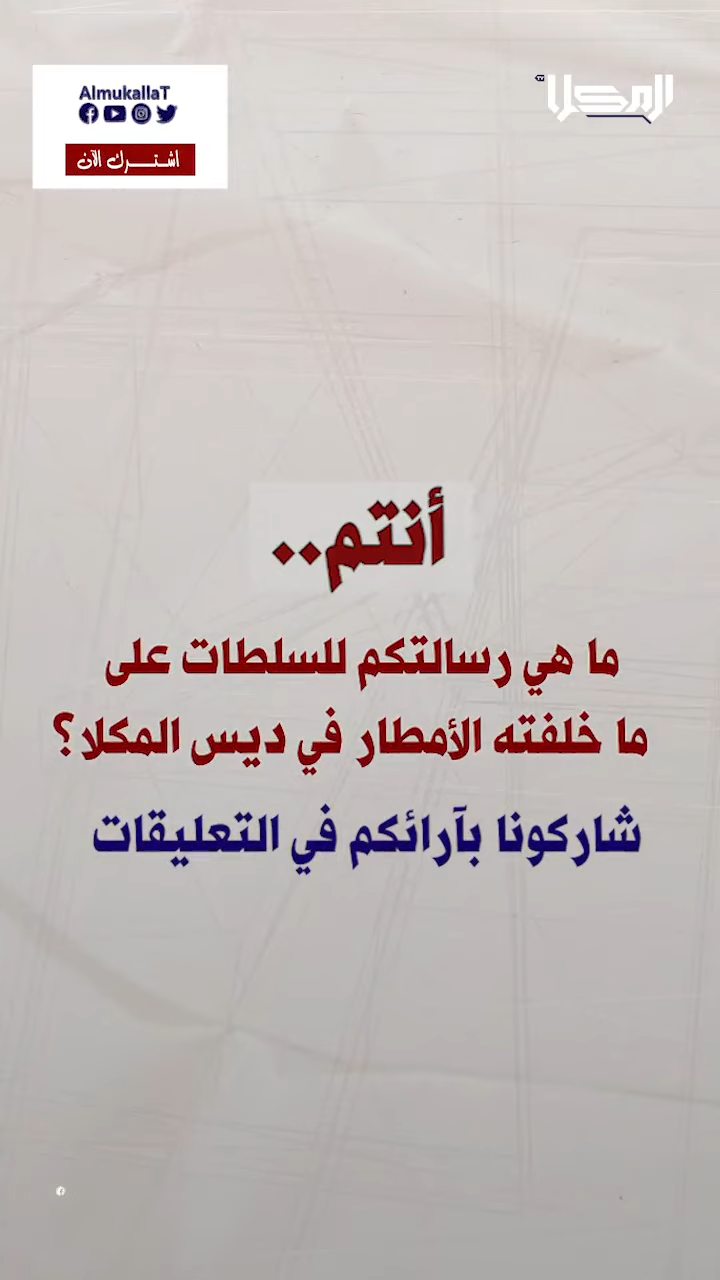 AlmukallaT
اشترك الآن
المكلا
TV
أنتم..
ما هي رسالتكم للسلطات على
ما خلفته الأمطار في ديس المكلا؟
شاركونا بآرائكم في التعليقات